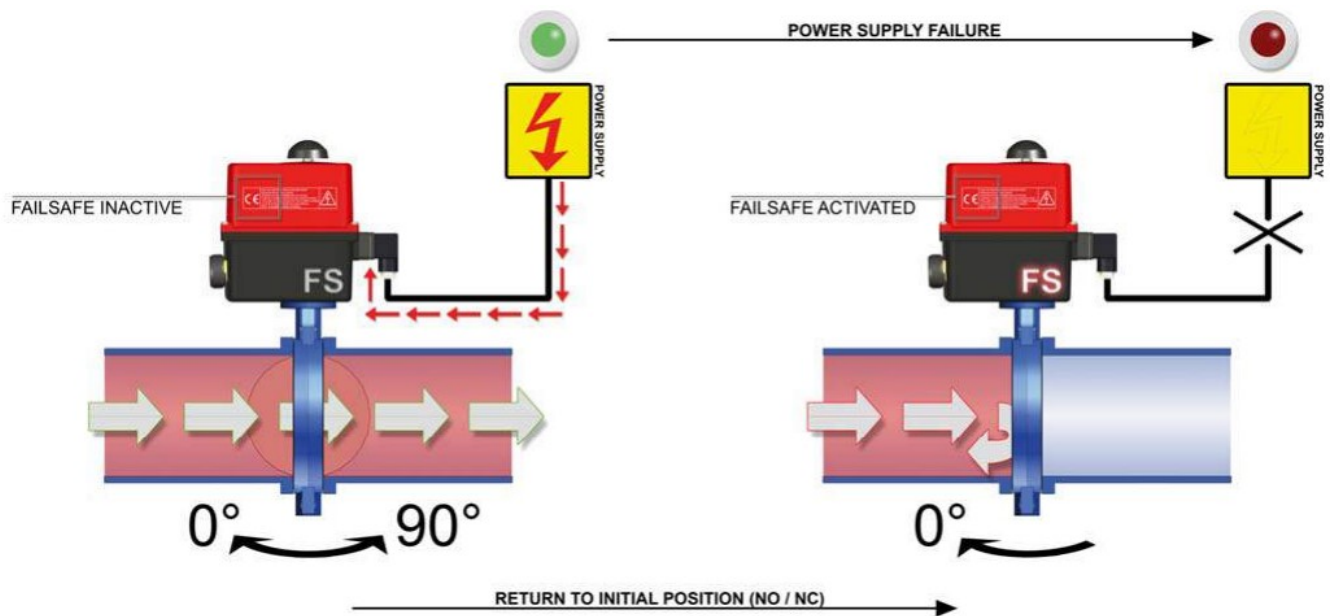 POWER SUPPLY FAILURE
POWER SUPPLY
POWER SUPPLY
FAILSAFE INACTIVE
CE
FS
FAILSAFE ACTIVATED
CE
FS
0° 90°
0°
RETURN TO INITIAL POSITION (NO / NC)